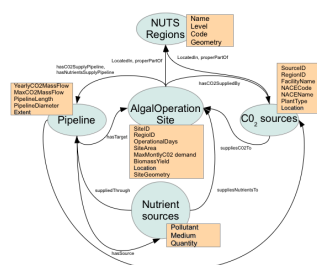 NUTS
Regions
Name
Level
Code
Geometry
LocatedIn, properPartOf
LocatedIn, properPartOf
hasCO2SupplyPipeline,
hasNutrientsSupplyPipeline
hasCO2SuppliedBy
SourceID
RegionID
FacilityName
NACECode
NACEName
PlantType
Location
YearlyCO2MassFlow
MaxCO2MassFlow
PipelineLength
PipelineDiameter
Extent
Pipeline
AlgalOperation
Site
C0₂ sources
hasTarget
SiteID
RegioID
OperationalDays
SiteArea
MaxMontlyC02 demand
BiomassYield
Location
SiteGeometry
suppliesCO2To
suppliedThrough
suppliesNutrientsTo
Nutrient
sources
Pollutant
Medium
Quantity
hasSource